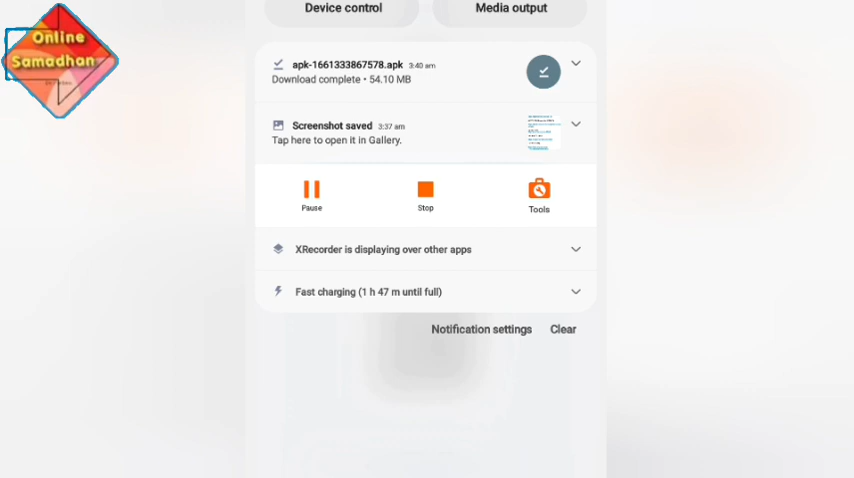 Online
Samadhan
Device control
Media output
apk-1661333867578.apk 3:40 am
Download complete • 54.10 MB
Screenshot saved 3:37 am
Tap here to open it in Gallery.
Pause
Stop
Tools
XRecorder is displaying over other apps
Fast charging (1 h 47 m until full)
Notification settings
Clear